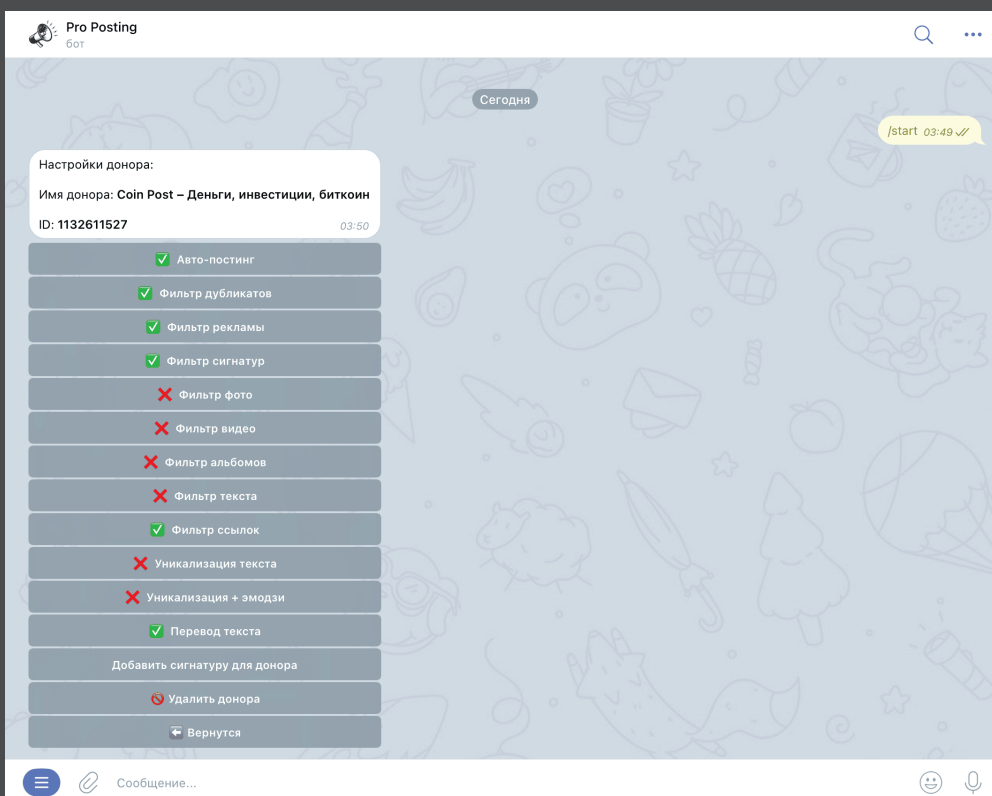 Pro Posting
бот
Сегодня
/start 03:49
Настройки донора:
Имя донора: Coin Post – Деньги, инвестиции, биткоин
ID: 1132611527
03:50
Авто-постинг
Фильтр дубликатов
Фильтр рекламы
Фильтр сигнатур
Фильтр фото
Фильтр видео
Фильтр альбомов
Фильтр текста
Фильтр ссылок
Уникализация текста
Уникализация + эмодзи
Перевод текста
Добавить сигнатуру для донора
Удалить донора
Вернутся
Сообщение...